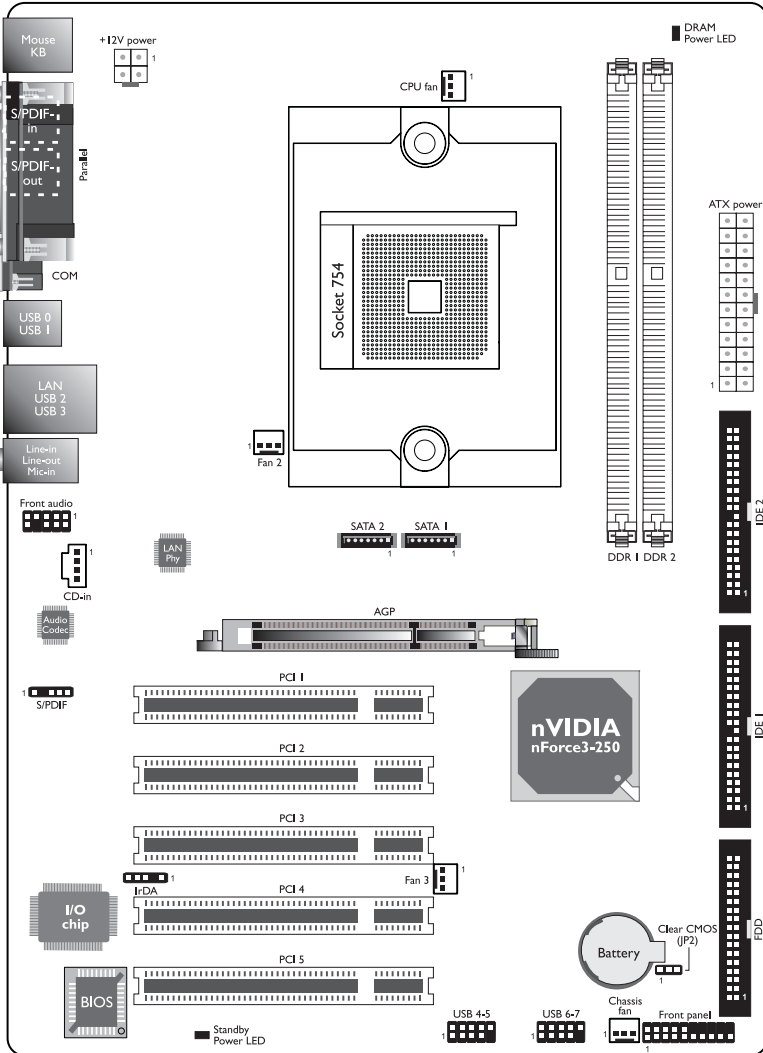 Mouse
KB
+12V power
1
DRAM
Power LED
CPU fan
1
S/PDIF-
in
S/PDIF-
out
Parallel
ATX power
1
COM
Socket 754
USB 0
USB 1
LAN
USB 2
USB 3
Line-in
Line-out
Mic-in
1
Fan 2
Front audio
1
SATA 2
1
SATA 1
1
DDR 1
DDR 2
IDE 2
1
LAN
Phy
1
CD-in
Audio
Codec
AGP
1
S/PDIF
PCI 1
nVIDIA
nForce3-250
IDE 1
1
PCI 2
PCI 3
1
IrDA
Fan 3
1
PCI 4
I/O
chip
FDD
1
Battery
Clear CMOS
(JP2)
1
PCI 5
BIOS
Standby
Power LED
USB 4-5
1
USB 6-7
1
Chassis
fan
1
Front panel
1